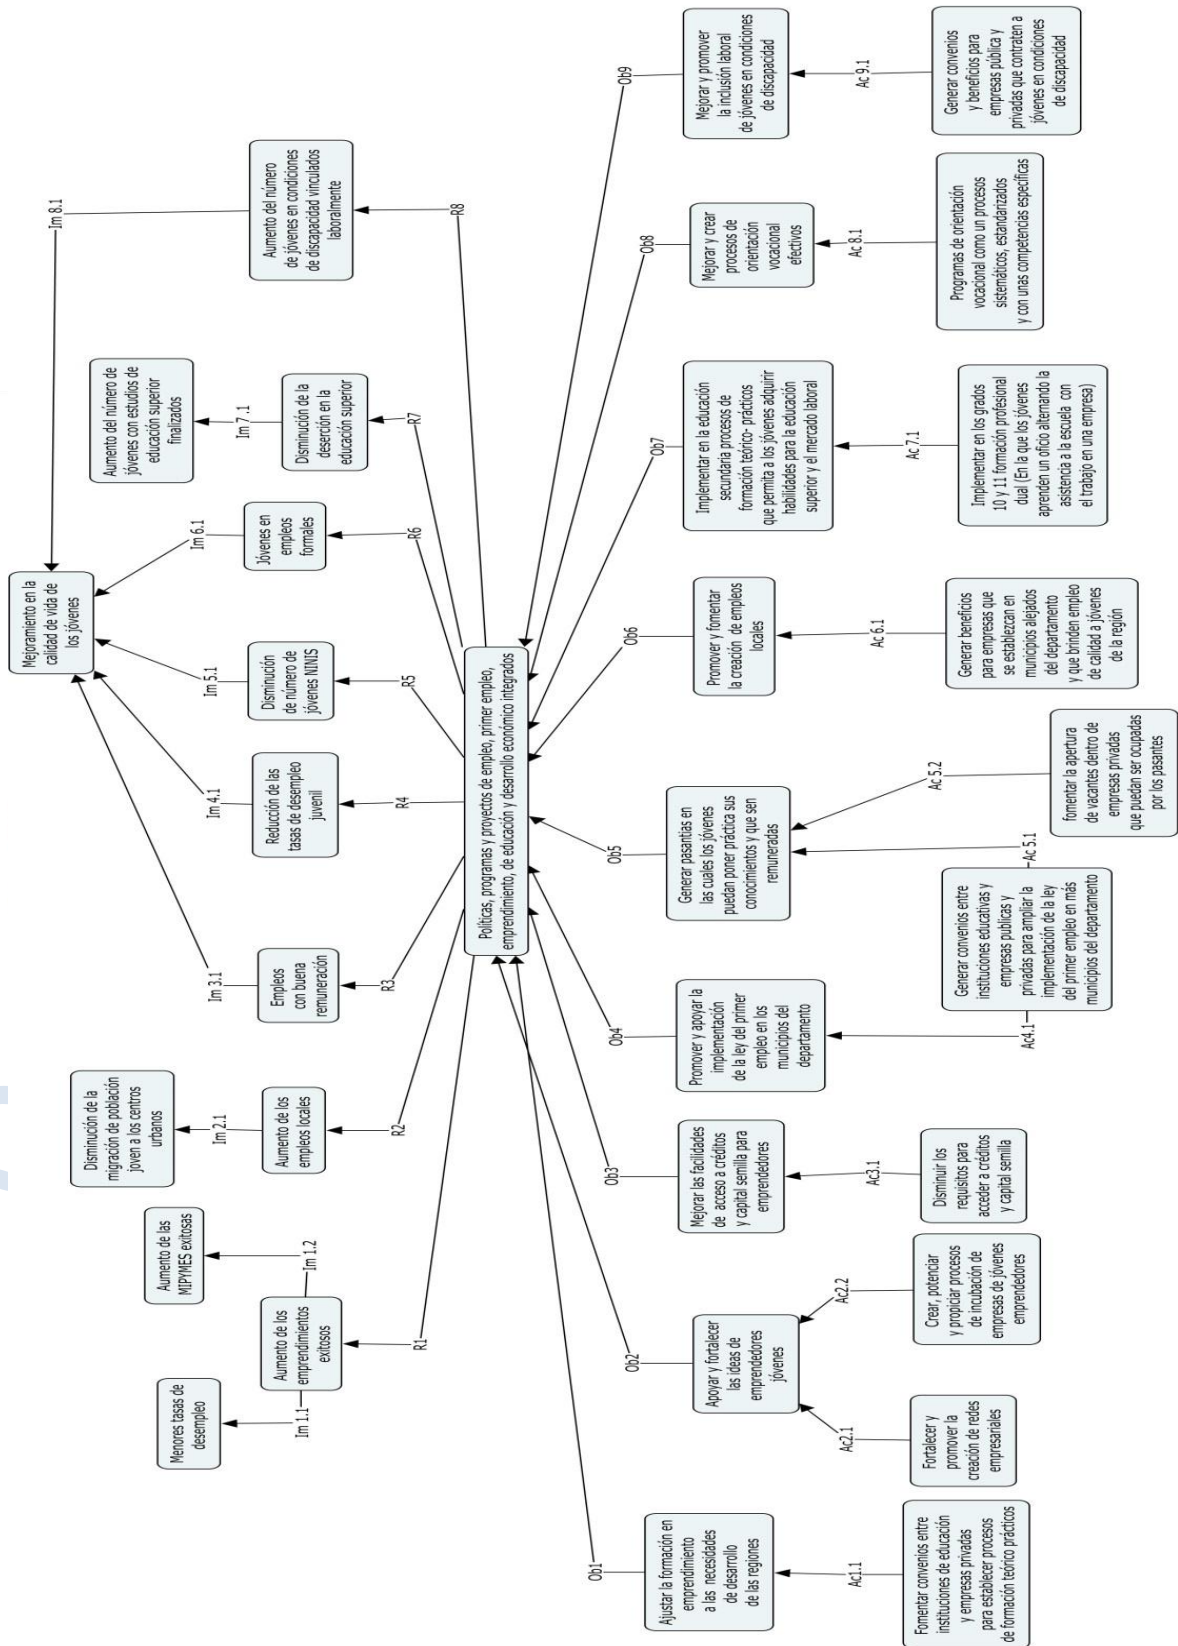 Mejoramiento en la
calidad de vida de
los jóvenes
Im 3.1
Im 4.1
Im 5.1
Im 6.1
Im 8.1
Menores tasas de
desempleo
Im 1.1
Aumento de las
MIPYMES exitosas
Im 1.2
Aumento de los
emprendimientos
exitosos
R1
Disminución de la
migración de población
joven a los centros
urbanos
Im 2.1
Aumento de los
empleos locales
R2
Empleos
con buena
remuneración
R3
Reducción de las
tasas de desempleo
juvenil
R4
Disminución
de número de
jóvenes NINIS
R5
Jóvenes en
empleos
formales
R6
Aumento del número de
jóvenes con estudios de
educación superior
finalizados
Im 7 .1
Disminución de la
deserción en la
educación superior
R7
Aumento del número
de jóvenes en condiciones
de discapacidad vinculados
laboralmente
R8
Políticas, programas y proyectos de empleo, primer empleo,
emprendimiento, de educación y desarrollo económico integrados
Ob1
Ob2
Ob3
Ob4
Ob5
Ob6
Ob7
Ob8
Ob9
Ajustar la formación en
emprendimiento
a las necesidades
de desarrollo
de las regiones
Apoyar y fortalecer
las ideas de
emprendedores
jóvenes
Mejorar las facilidades
de acceso a créditos
y capital semilla para
emprendedores
Promover y apoyar la
implementación
de la ley del primer
empleo en los
municipios del
departamento
Generar pasantías en
las cuales los jóvenes
puedan poner práctica sus
conocimientos y que sen
remuneradas
Promover y fomentar
la creación de empleos
locales
Implementar en la educación
secundaria procesos de
formación teórico- prácticos
que permita a los jóvenes adquirir
habilidades para la educación
superior y el mercado laboral
Mejorar y crear
procesos de
orientación
vocacional
efectivos
Mejorar y promover
la inclusión laboral
de jóvenes en condiciones
de discapacidad
Ac1.1
Ac2.1
Ac2.2
Ac3.1
Ac4.1
Ac 5.1
Ac 5.2
Ac 6.1
Ac 7.1
Ac 8.1
Ac 9.1
Fomentar convenios entre
instituciones de educación
y empresas privadas
para establecer procesos
de formación teórico prácticos
Fortalecer y
promover la
creación de redes
empresariales
Crear, potenciar
y propiciar procesos
de incubación de
empresas de jóvenes
emprendedores
Disminuir los
requisitos para
acceder a créditos
y capital semilla
Generar convenios entre
instituciones educativas y
empresas publicas y
privadas para ampliar la
implementación de la ley
del primer empleo en más
municipios del departamento
fomentar la apertura
de vacantes dentro de
empresas privadas
que puedan ser ocupadas
por los pasantes
Generar beneficios
para empresas que
se establezcan en
municipios alejados
del departamento
y que brinden empleo
de calidad a jóvenes
de la región
Implementar en los grados
10 y 11 formación profesional
dual (En la que los jóvenes
aprenden un oficio alternando la
asistencia a la escuela con
el trabajo en una empresa)
Programas de orientación
vocacional como un procesos
sistemáticos, estandarizados
y con unas competencias específicas
Generar convenios
y beneficios para
empresas pública y
privadas que contraten a
jóvenes en condiciones
de discapacidad